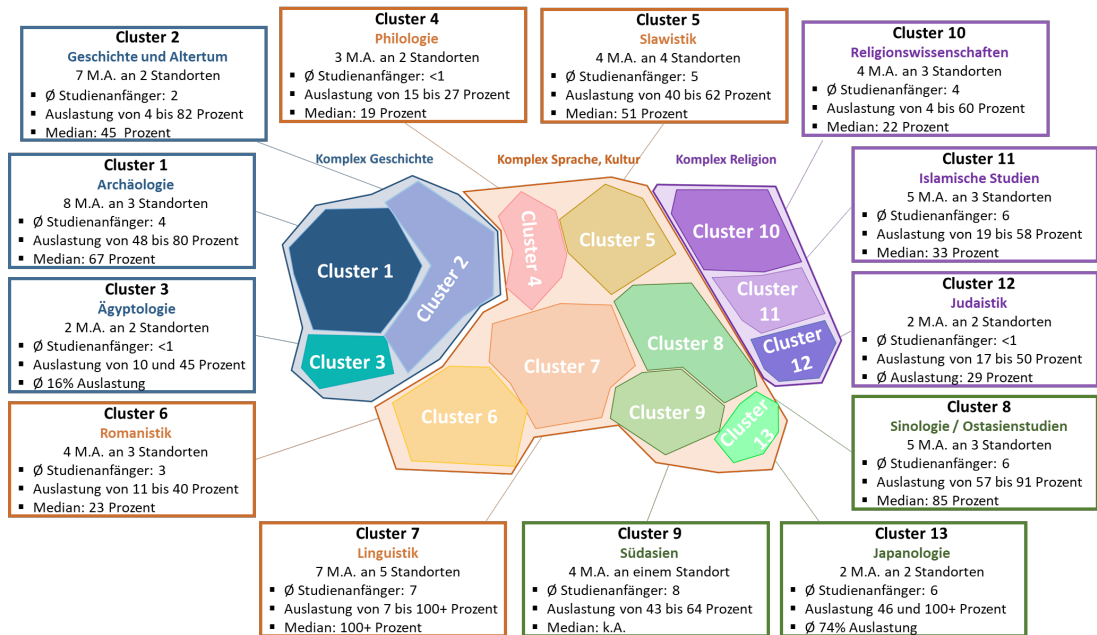 Cluster 2
Geschichte und Altertum
7 M.A. an 2 Standorten
▪ Ø Studienanfänger: 2
▪ Auslastung von 4 bis 82 Prozent
▪ Median: 45 Prozent
Cluster 4
Philologie
3 M.A. an 2 Standorten
▪ Ø Studienanfänger: <1
▪ Auslastung von 15 bis 27 Prozent
▪ Median: 19 Prozent
Cluster 5
Slawistik
4 M.A. an 4 Standorten
▪ Ø Studienanfänger: 5
▪ Auslastung von 40 bis 62 Prozent
▪ Median: 51 Prozent
Cluster 10
Religionswissenschaften
4 M.A. an 3 Standorten
▪ Ø Studienanfänger: 4
▪ Auslastung von 4 bis 60 Prozent
▪ Median: 22 Prozent
Cluster 1
Archäologie
8 M.A. an 3 Standorten
▪ Ø Studienanfänger: 4
▪ Auslastung von 48 bis 80 Prozent
▪ Median: 67 Prozent
Komplex Geschichte
Komplex Sprache, Kultur
Komplex Religion
Cluster 11
Islamische Studien
5 M.A. an 3 Standorten
▪ Ø Studienanfänger: 6
▪ Auslastung von 19 bis 58 Prozent
▪ Median: 33 Prozent
Cluster 1
Cluster 2
Cluster 3
Cluster 4
Cluster 5
Cluster 6
Cluster 7
Cluster 8
Cluster 9
Cluster 10
Cluster
11
Cluster
12
Cluster
13
Cluster 3
Ägyptologie
2 M.A. an 2 Standorten
▪ Ø Studienanfänger: <1
▪ Auslastung von 10 und 45 Prozent
▪ Ø 16% Auslastung
Cluster 12
Judaistik
2 M.A. an 2 Standorten
▪ Ø Studienanfänger: <1
▪ Auslastung von 17 bis 50 Prozent
▪ Ø Auslastung: 29 Prozent
Cluster 6
Romanistik
4 M.A. an 3 Standorten
▪ Ø Studienanfänger: 3
▪ Auslastung von 11 bis 40 Prozent
▪ Median: 23 Prozent
Cluster 8
Sinologie / Ostasienstudien
5 M.A. an 3 Standorten
▪ Ø Studienanfänger: 6
▪ Auslastung von 57 bis 91 Prozent
▪ Median: 85 Prozent
Cluster 7
Linguistik
7 M.A. an 5 Standorten
▪ Ø Studienanfänger: 7
▪ Auslastung von 7 bis 100+ Prozent
▪ Median: 100+ Prozent
Cluster 9
Südasien
4 M.A. an einem Standort
▪ Ø Studienanfänger: 8
▪ Auslastung von 43 bis 64 Prozent
▪ Median: k.A.
Cluster 13
Japanologie
2 M.A. an 2 Standorten
▪ Ø Studienanfänger: 6
▪ Auslastung 46 und 100+ Prozent
▪ Ø 74% Auslastung